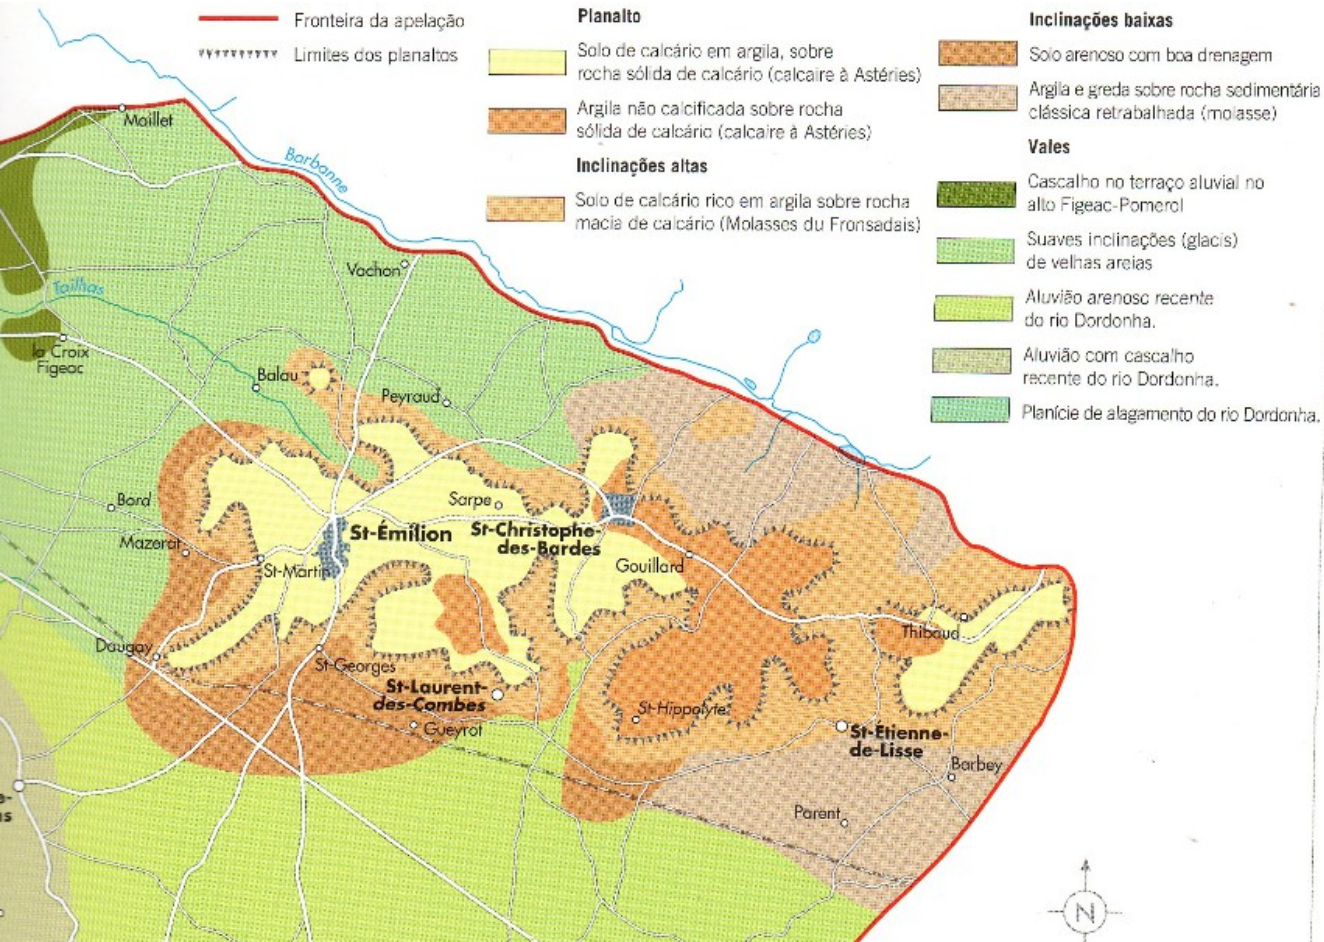 Fronteira da apelação
Limites dos planaltos
Planalto
Solo de calcário em argila, sobre
rocha sólida de calcário (calcaire à Astéries)
Argila não calcificada sobre rocha
sólida de calcário (calcaire à Astéries)
Inclinações altas
Solo de calcário rico em argila sobre rocha
macia de calcário (Molasses du Fronsadais)
Inclinações baixas
Solo arenoso com boa drenagem
Argila e greda sobre rocha sedimentária
clássica retrabalhada (molasse)
Vales
Cascalho no terraço aluvial no
alto Figeac-Pomerol
Suaves inclinações (glacis)
de velhas areias
Aluvião arenoso recente
do rio Dordonha.
Aluvião com cascalho
recente do rio Dordonha.
Planície de alagamento do rio Dordonha.
Maillet
Barbanne
Vachon
Tailhas
la Croix
Figeac
Balau
Peyraud
Bord
Sarpe
Mazerat
St-Émilion
St-Christophe-
des-Bardes
St-Martin
Gouillard
Thibaud
Daugay
St-Georges
St-Laurent-
des-Combes
Gueyrot
St-Hippolyte
St-Etienne-
de-Lisse
Barbey
Parent
N